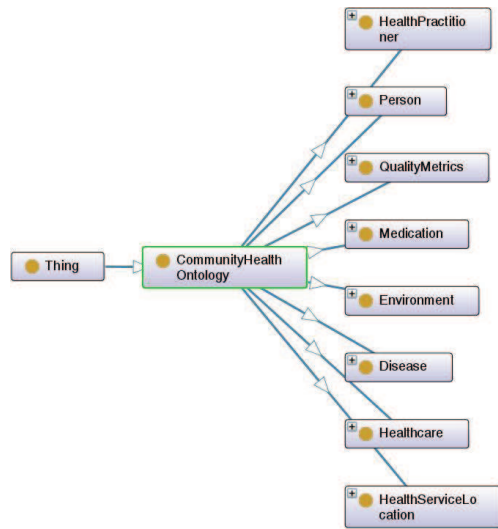 HealthPractitio
ner
Person
QualityMetrics
Medication
Thing
CommunityHealth
Ontology
Environment
Disease
Healthcare
HealthServiceLo
cation